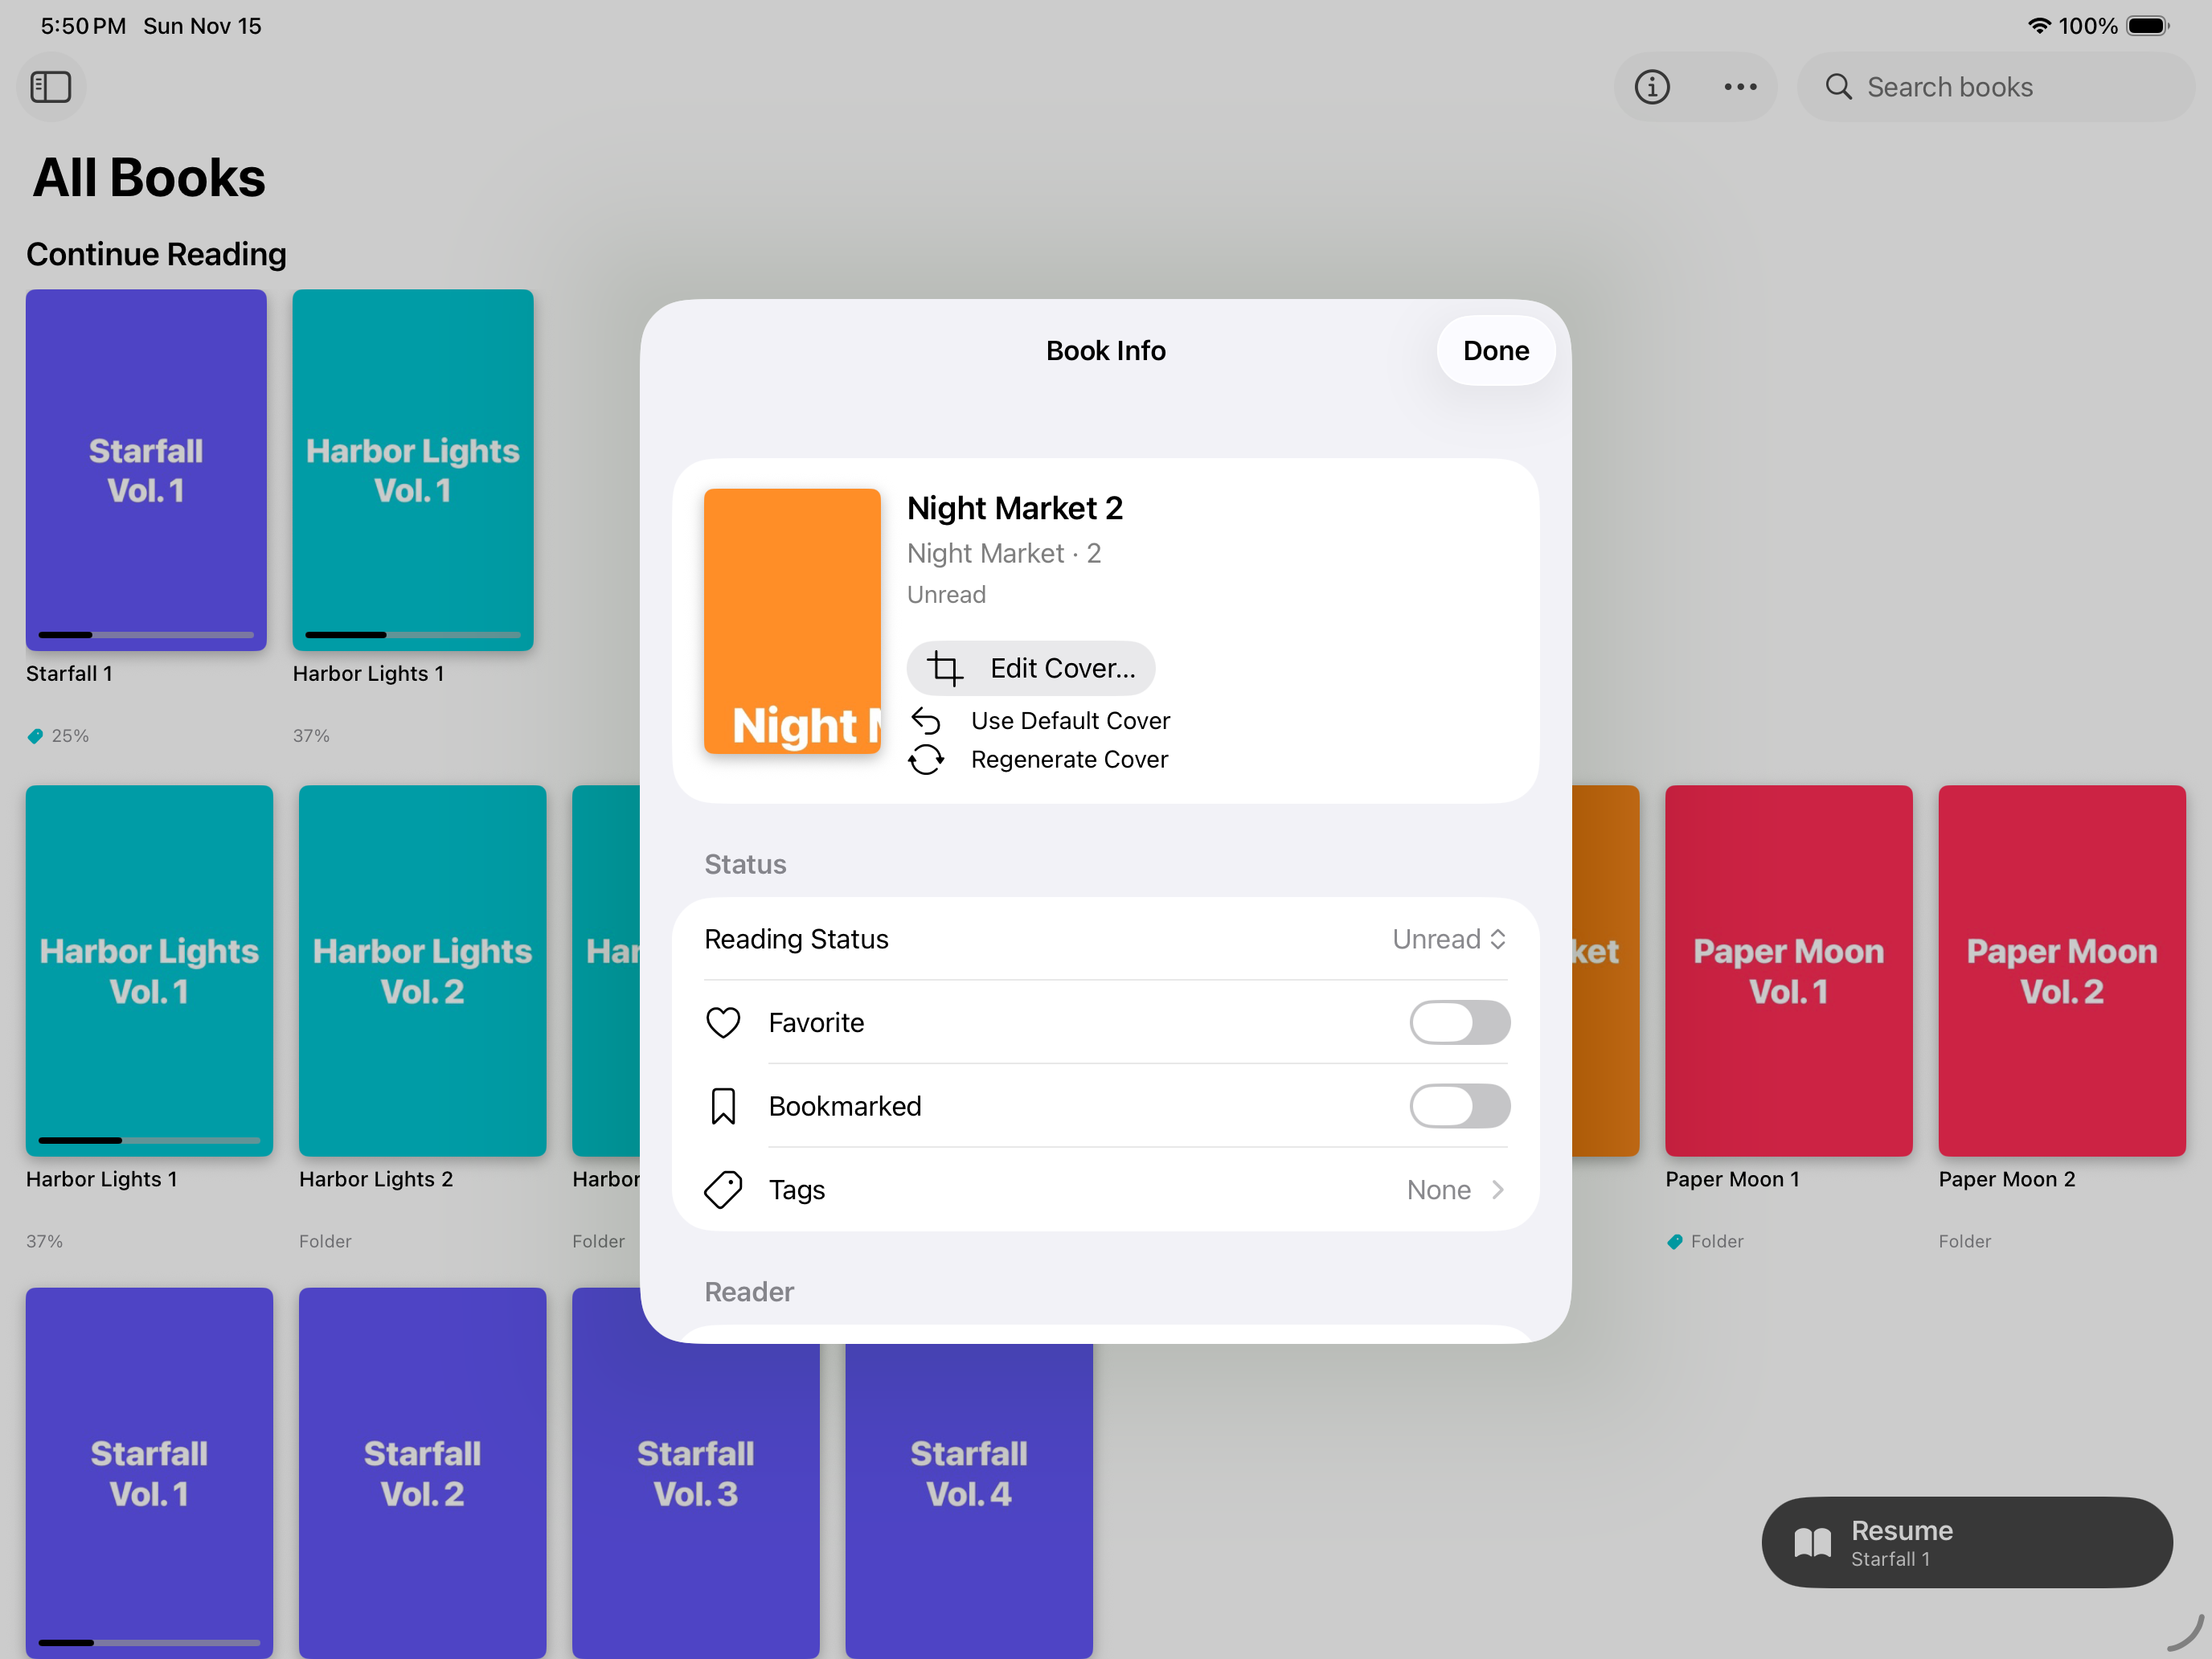 5:50 PM Sun Nov 15
100%
Search books
All Books
Continue Reading
Starfall
Vol. 1
Harbor Lights
Vol. 1
Starfall 1
Harbor Lights 1
25%
37%
Book Info
Done
Night Market 2
Night Market · 2
Unread
Edit Cover...
Use Default Cover
Regenerate Cover
Night
Status
Reading Status
Unread
Favorite
Bookmarked
Tags
None
Reader
Harbor Lights
Vol. 1
Harbor Lights
Vol. 2
Paper Moon
Vol. 1
Paper Moon
Vol. 2
Harbor Lights 1
Harbor Lights 2
Harbor
Paper Moon 1
Paper Moon 2
37%
Folder
Folder
Folder
Folder
Starfall
Vol. 1
Starfall
Vol. 2
Starfall
Vol. 3
Starfall
Vol. 4
Resume
Starfall 1